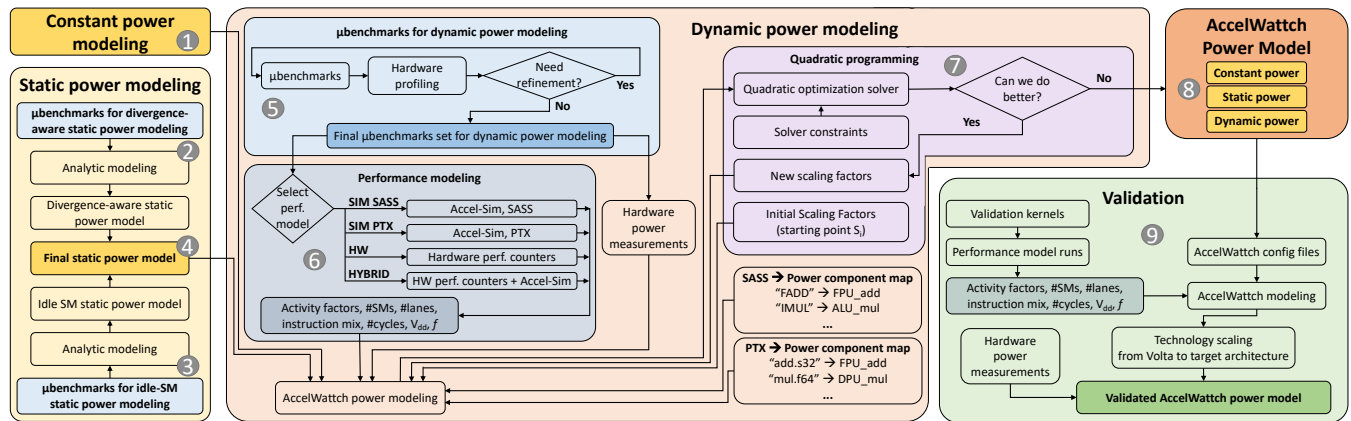 Constant power
modeling
1
Static power modeling
μbenchmarks for divergence-
aware static power modeling
2
Analytic modeling
Divergence-aware static
power model
4
Final static power model
Idle SM static power model
Analytic modeling
3
μbenchmarks for idle-SM
static power modeling
Dynamic power modeling
μbenchmarks for dynamic power modeling
μbenchmarks
Hardware
profiling
Need
refinement?
Yes
No
5
Final μbenchmarks set for dynamic power modeling
Performance modeling
Select
perf.
model
SIM SASS
Accel-Sim, SASS
SIM PTX
Accel-Sim, PTX
HW
Hardware perf. counters
HYBRID
HW perf. counters + Accel-Sim
6
Activity factors, #SMs, #lanes,
instruction mix, #cycles, Vdd, f
Hardware
power
measurements
AccelWattch power modeling
Quadratic programming
7
Quadratic optimization solver
Can we do
better?
No
Yes
Solver constraints
New scaling factors
Initial Scaling Factors
(starting point Si)
SASS → Power component map
“FADD” → FPU_add
“IMUL” → ALU_mul
...
PTX → Power component map
“add.s32” → FPU_add
“mul.f64” → DPU_mul
...
AccelWattch
Power Model
8
Constant power
Static power
Dynamic power
Validation
9
Validation kernels
Performance model runs
Activity factors, #SMs, #lanes,
instruction mix, #cycles, Vdd, f
AccelWattch config files
AccelWattch modeling
Hardware
power
measurements
Technology scaling
from Volta to target architecture
Validated AccelWattch power model